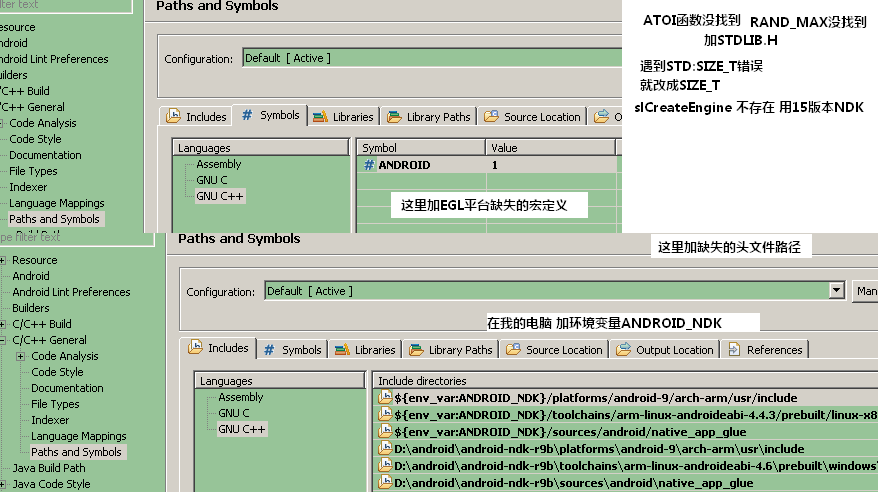 lter text
Paths and Symbols
ATOI函数没找到 RAND_MAX没找到
加STDLIB.H
遇到STD:SIZE_T错误
就改成SIZE_T
slCreateEngine 不存在 用15版本NDK
esource
ndroid
ndroid Lint Preferences
uilders
/C++ Build
/C++ General
Code Analysis
Code Style
Documentation
File Types
Indexer
Language Mappings
Paths and Symbols
Configuration: Default [ Active ]
Includes # Symbols Libraries Library Paths Source Location O
Languages
Assembly
GNU C
GNU C++
Symbol Value
# ANDROID 1
这里加EGL平台缺失的宏定义
pe filter text
Paths and Symbols
这里加缺失的头文件路径
Resource
Android
Android Lint Preferences
Builders
C/C++ Build
C/C++ General
Code Analysis
Code Style
Documentation
File Types
Indexer
Language Mappings
Paths and Symbols
Java Build Path
Java Code Style
Configuration: Default [ Active ] Man
在我的电脑 加环境变量ANDROID_NDK
Includes # Symbols Libraries Library Paths Source Location Output Location References
Languages
Assembly
GNU C
GNU C++
Include directories
${env_var:ANDROID_NDK}/platforms/android-9/arch-arm/usr/include
${env_var:ANDROID_NDK}/toolchains/arm-linux-androideabi-4.4.3/prebuilt/linux-x8
${env_var:ANDROID_NDK}/sources/android/native_app_glue
D:\android\android-ndk-r9b\platforms\android-9\arch-arm\usr\include
D:\android\android-ndk-r9b\toolchains\arm-linux-androideabi-4.6\prebuilt\windows
D:\android\android-ndk-r9b\sources\android\native_app_glue